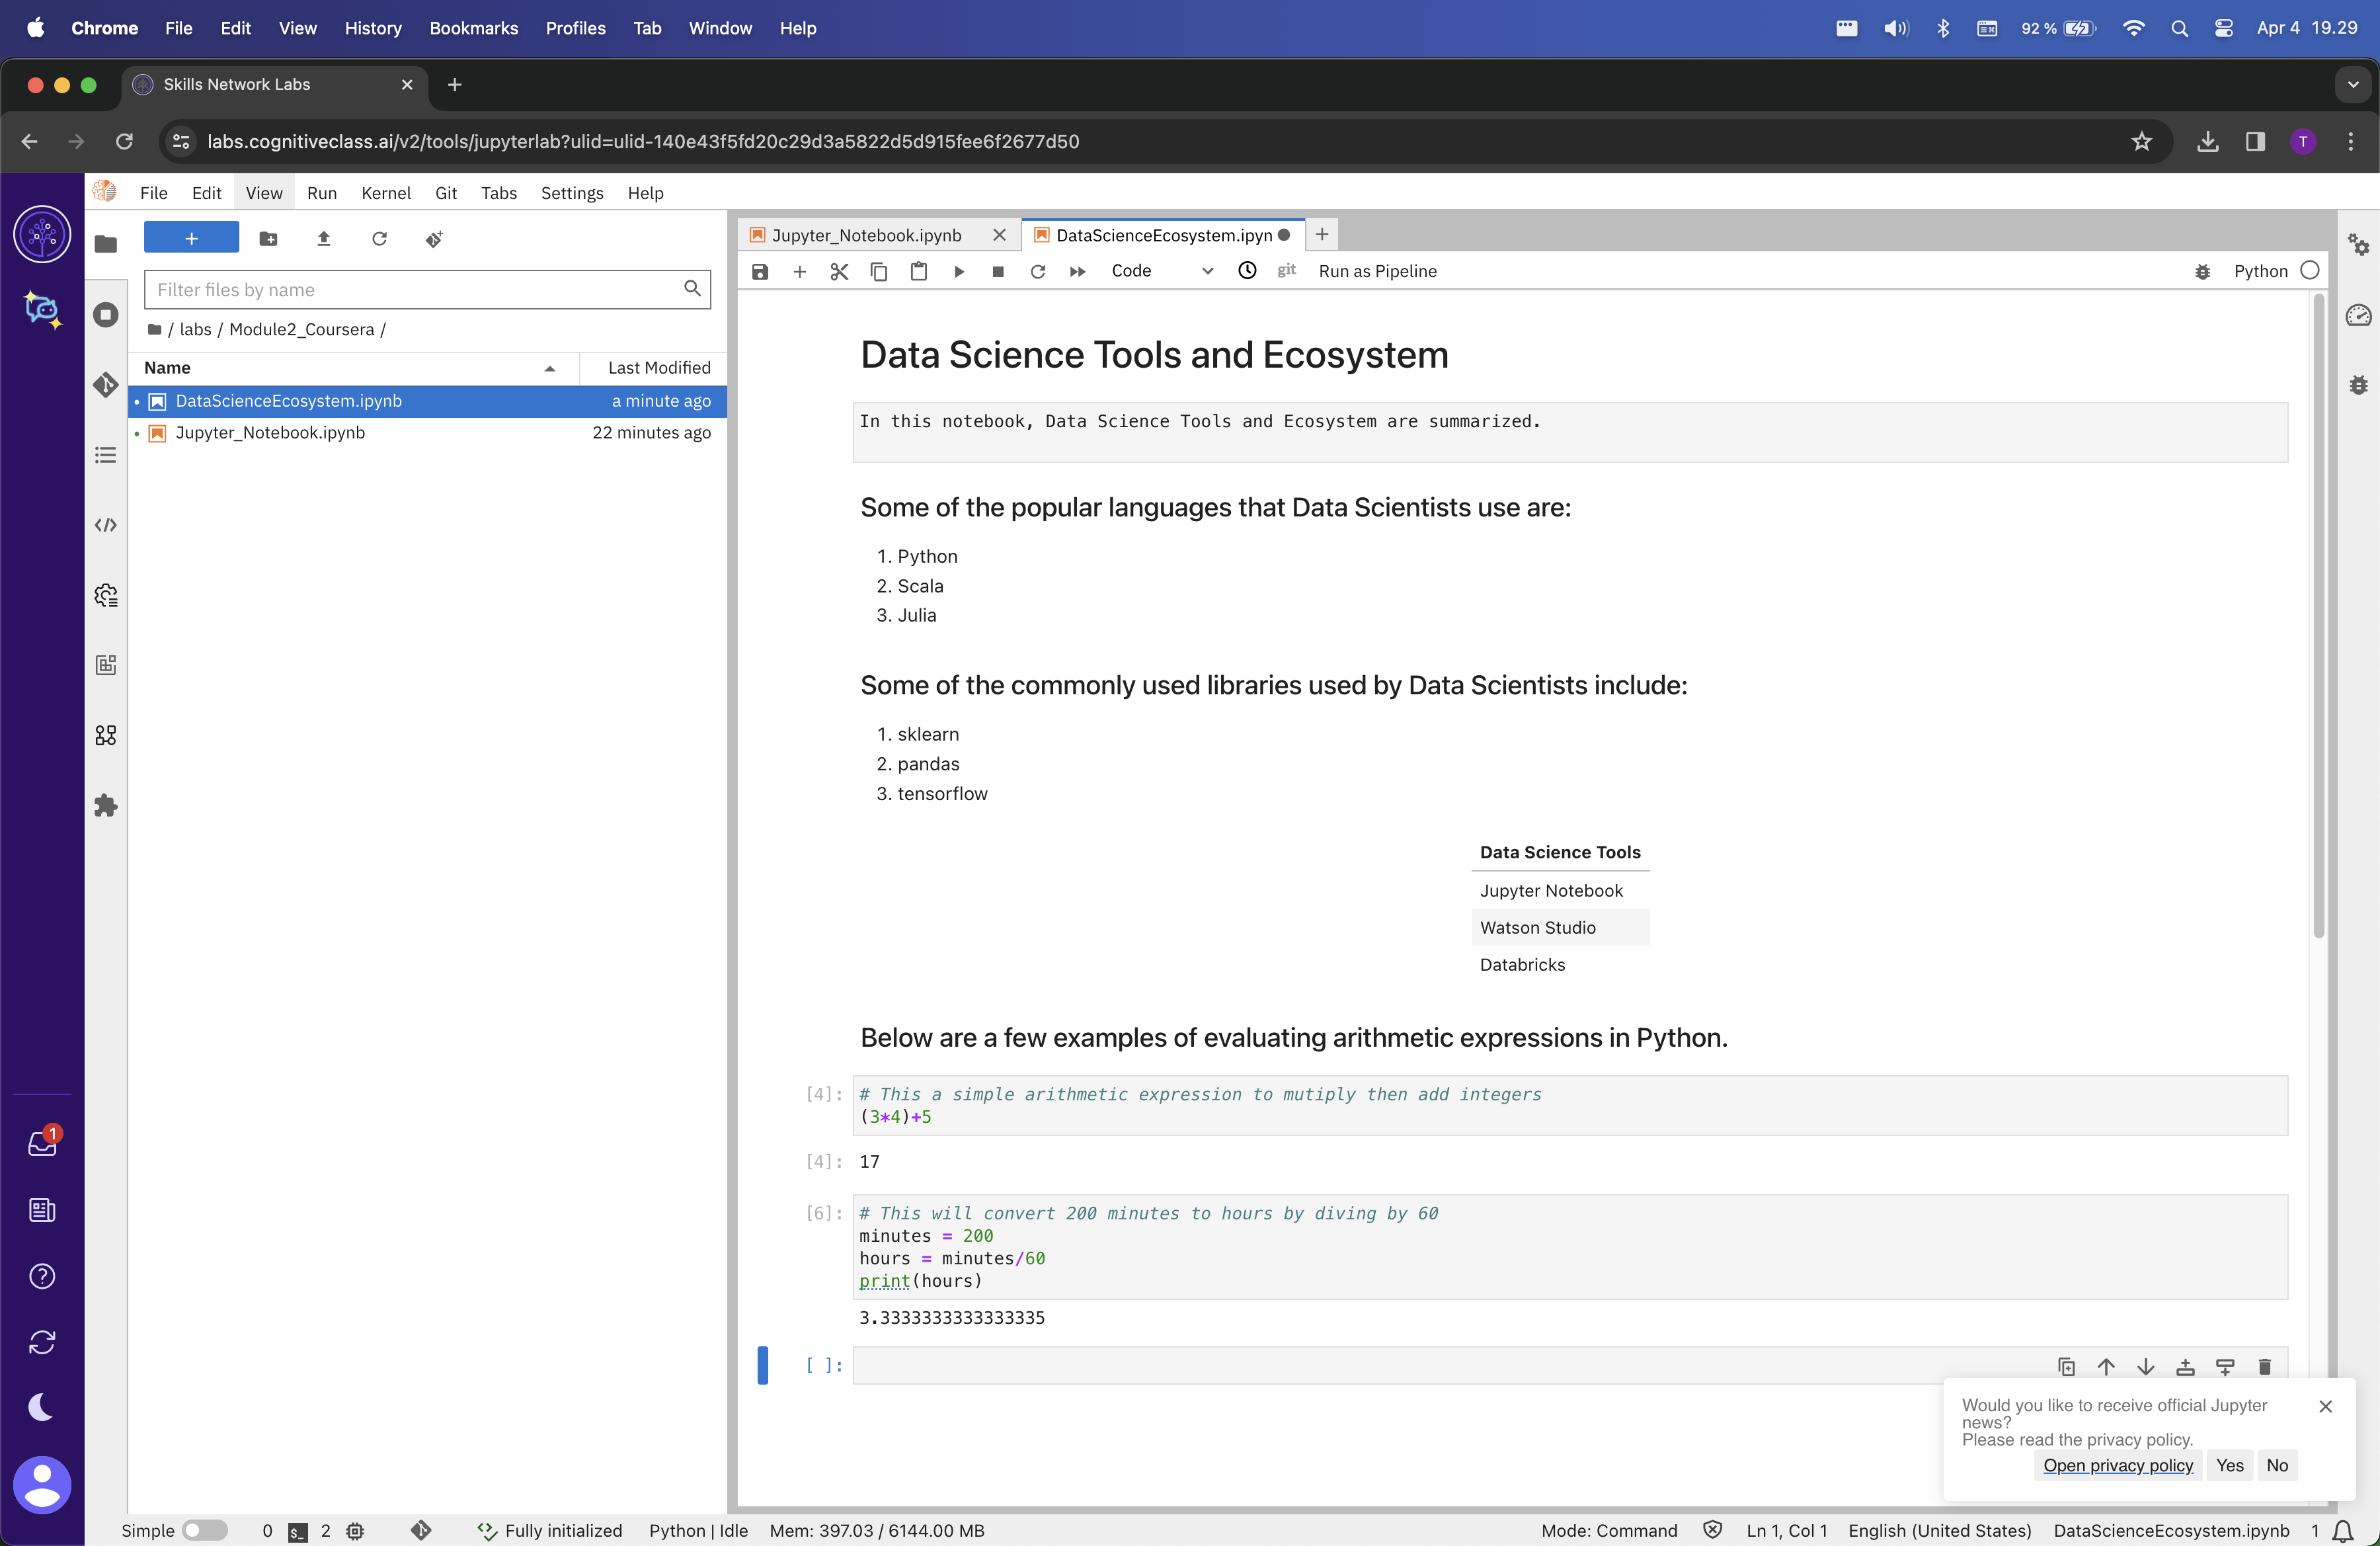 Chrome File Edit View History Bookmarks Profiles Tab Window Help 92 % Apr 4 19.29
Skills Network Labs
labs.cognitiveclass.ai/v2/tools/jupyterlab?ulid=ulid-140e43f5fd20c29d3a5822d5d915fee6f2677d50 T
File Edit View Run Kernel Git Tabs Settings Help
Jupyter_Notebook.ipynb DataScienceEcosystem.ipyn
Code git Run as Pipeline Python
Filter files by name
/ labs / Module2_Coursera /
Name Last Modified
DataScienceEcosystem.ipynb a minute ago
Jupyter_Notebook.ipynb 22 minutes ago
Data Science Tools and Ecosystem
In this notebook, Data Science Tools and Ecosystem are summarized.
Some of the popular languages that Data Scientists use are:
1. Python
2. Scala
3. Julia
Some of the commonly used libraries used by Data Scientists include:
1. sklearn
2. pandas
3. tensorflow
Data Science Tools
Jupyter Notebook
Watson Studio
Databricks
Below are a few examples of evaluating arithmetic expressions in Python.
[4]: # This a simple arithmetic expression to mutiply then add integers
(3*4)+5
[4]: 17
[6]: # This will convert 200 minutes to hours by diving by 60
minutes = 200
hours = minutes/60
print(hours)
3.3333333333333335
[ ]:
1
Would you like to receive official Jupyter
news?
Please read the privacy policy.
Open privacy policy Yes No
Simple 0 $_ 2 Fully initialized Python | Idle Mem: 397.03 / 6144.00 MB Mode: Command Ln 1, Col 1 English (United States) DataScienceEcosystem.ipynb 1